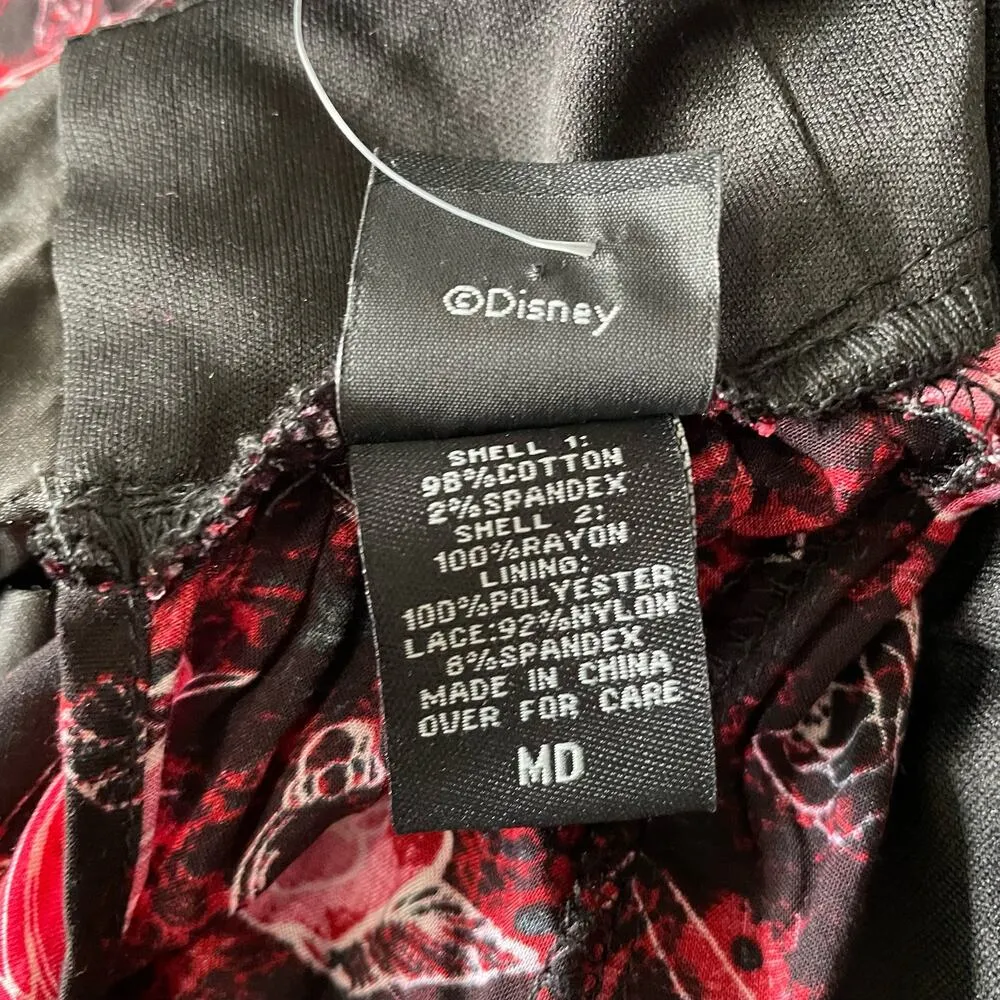 ©Disney
SHELL 1:
98%COTTON
2%SPANDEX
SHELL 2:
100%RAYON
LINING:
100%POLYESTER
LACE:92%NYLON
8%SPANDEX
MADE IN CHINA
OVER FOR CARE
MD